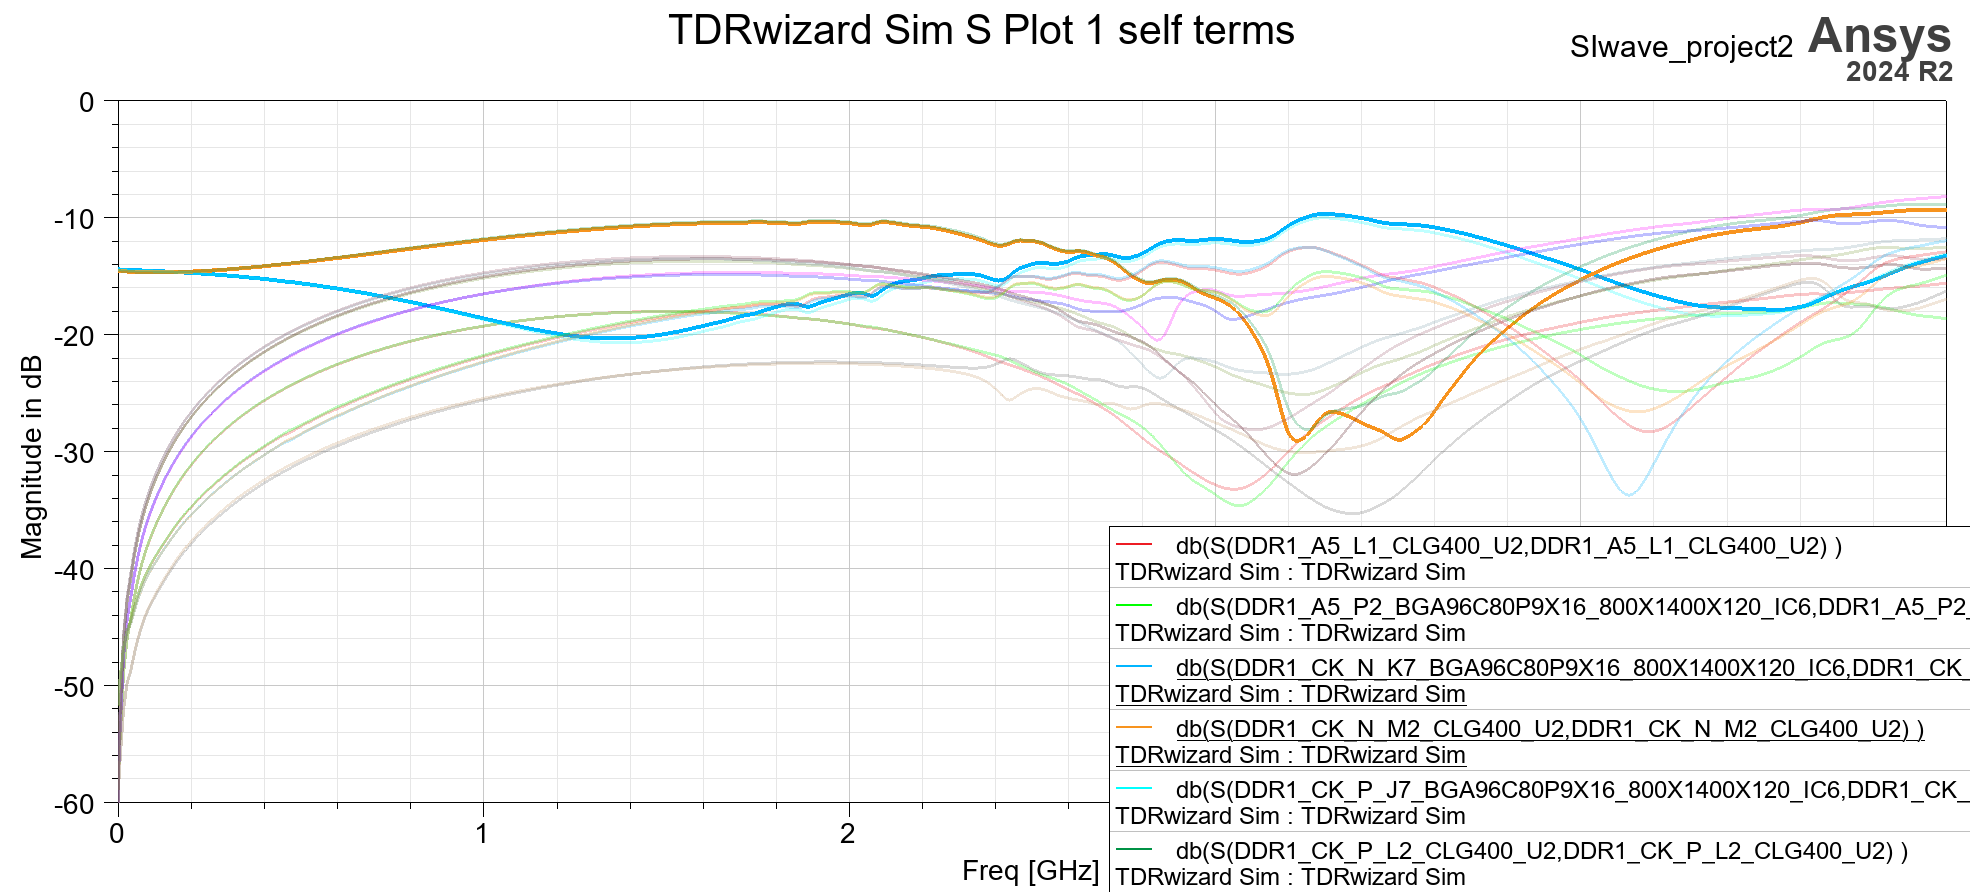 TDRwizard Sim S Plot 1 self terms
SIwave_project2
Ansys
2024 R2
0
-10
-20
-30
-40
-50
-60
Magnitude in dB
0
1
2
Freq [GHz]
db(S(DDR1_A5_L1_CLG400_U2,DDR1_A5_L1_CLG400_U2) )
TDRwizard Sim : TDRwizard Sim
db(S(DDR1_A5_P2_BGA96C80P9X16_800X1400X120_IC6,DDR1_A5_P2_
TDRwizard Sim : TDRwizard Sim
db(S(DDR1_CK_N_K7_BGA96C80P9X16_800X1400X120_IC6,DDR1_CK_
TDRwizard Sim : TDRwizard Sim
db(S(DDR1_CK_N_M2_CLG400_U2,DDR1_CK_N_M2_CLG400_U2) )
TDRwizard Sim : TDRwizard Sim
db(S(DDR1_CK_P_J7_BGA96C80P9X16_800X1400X120_IC6,DDR1_CK_
TDRwizard Sim : TDRwizard Sim
db(S(DDR1_CK_P_L2_CLG400_U2,DDR1_CK_P_L2_CLG400_U2) )
TDRwizard Sim : TDRwizard Sim